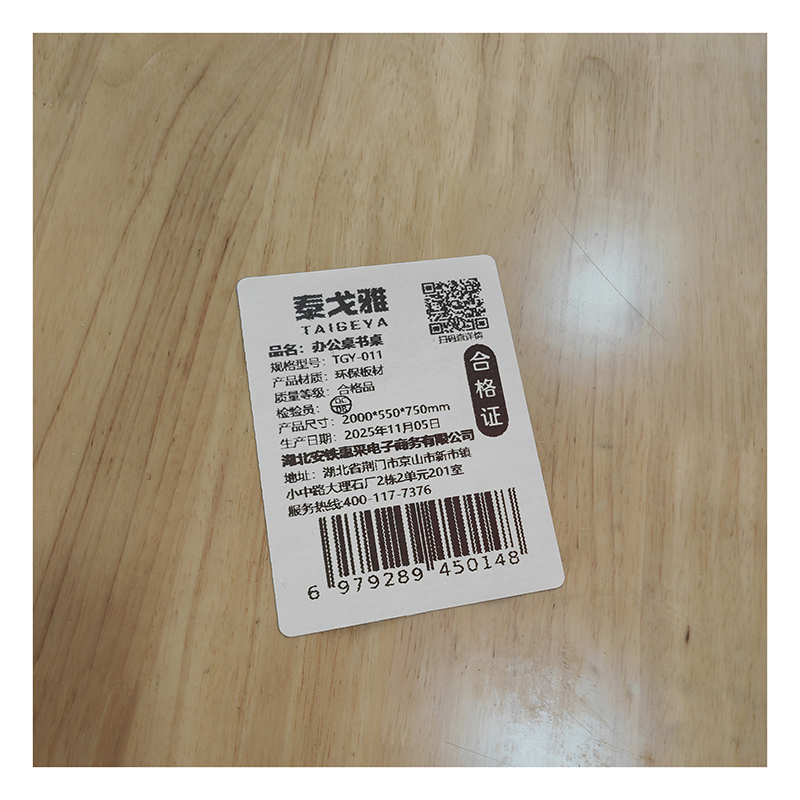 泰戈雅
TAIGEYA
扫码查详情
品名：办公桌书桌
规格型号：TGY-011
产品材质：环保板材
质量等级：合格品
检验员：QC 08
产品尺寸：2000*550*750mm
生产日期：2025年11月05日
合格证
湖北安铁惠采电子商务有限公司
地址：湖北省荆门市京山市新市镇
小中路大理石厂2栋2单元201室
服务热线:400-117-7376
6 979289 450148